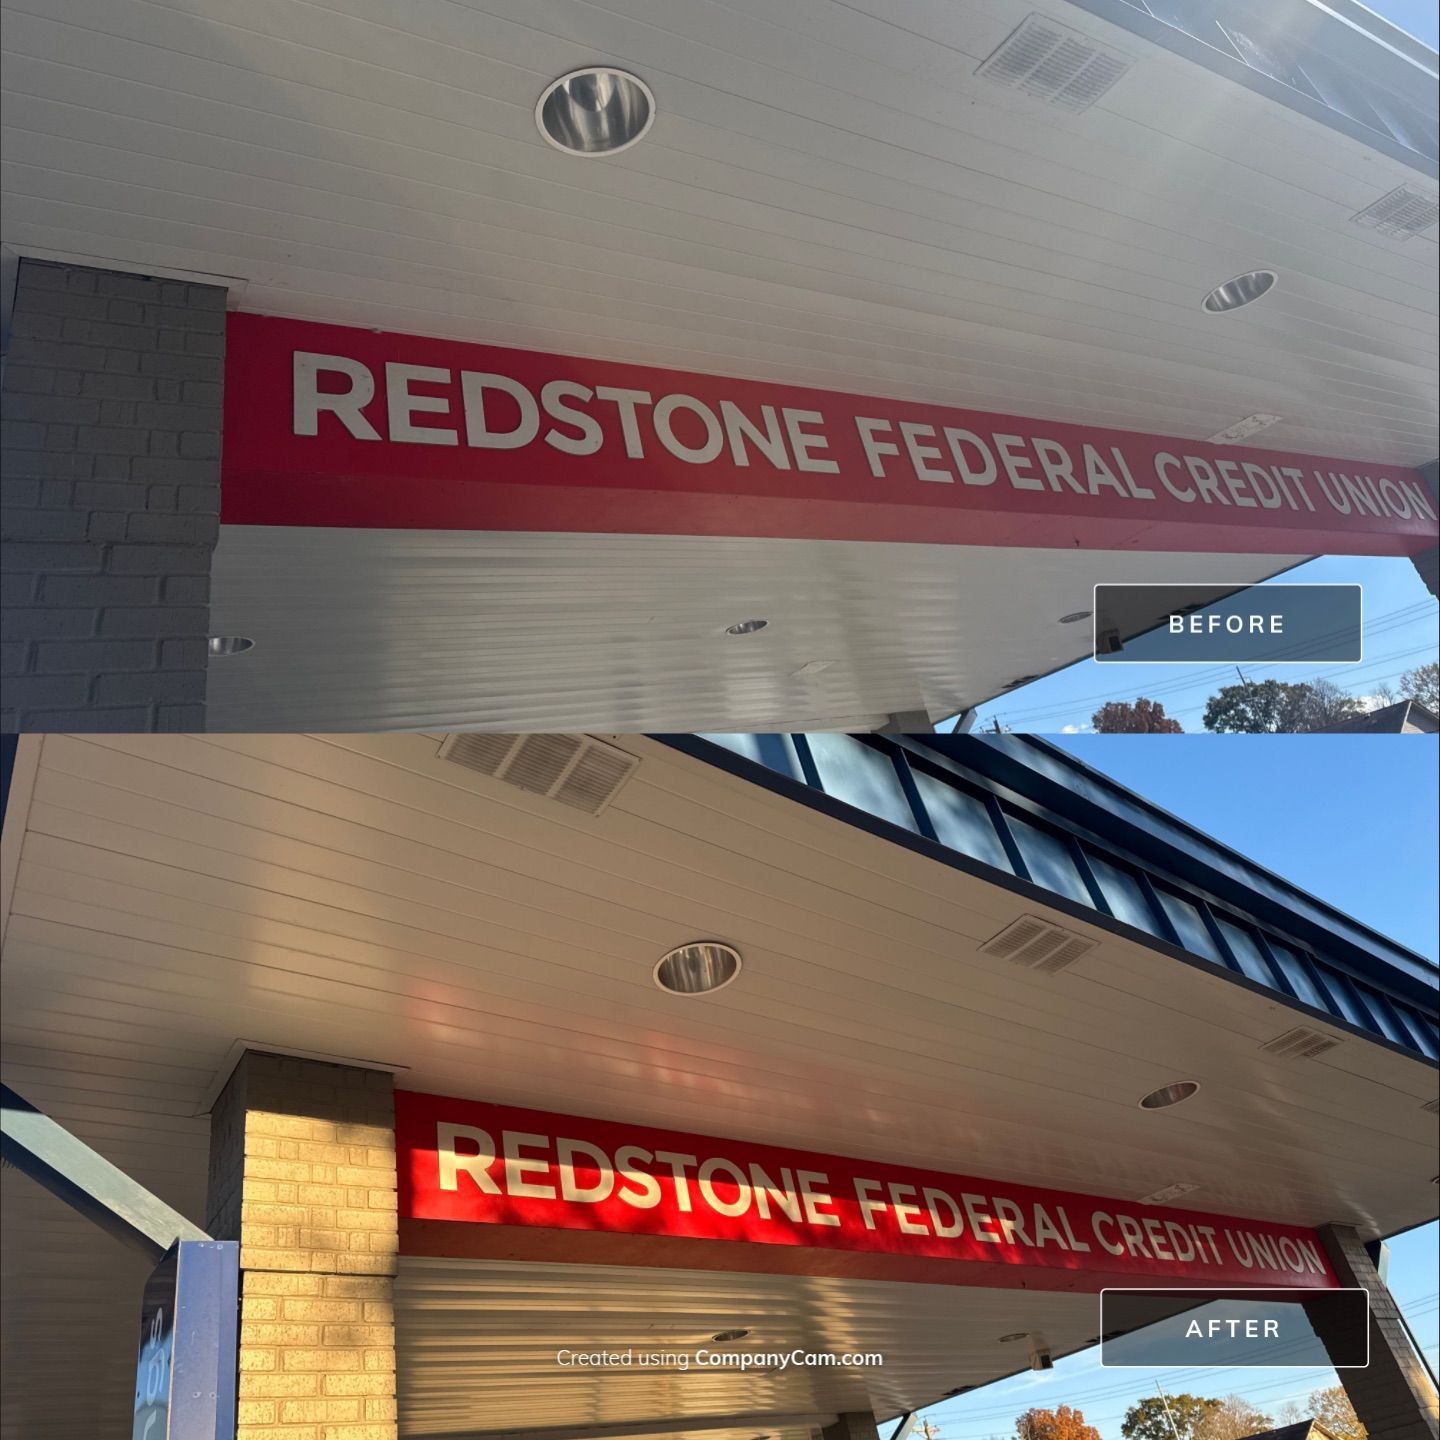 REDSTONE FEDERAL CREDIT UNION
BEFORE
REDSTONE FEDERAL CREDIT UNION
AFTER
Created using CompanyCam.com